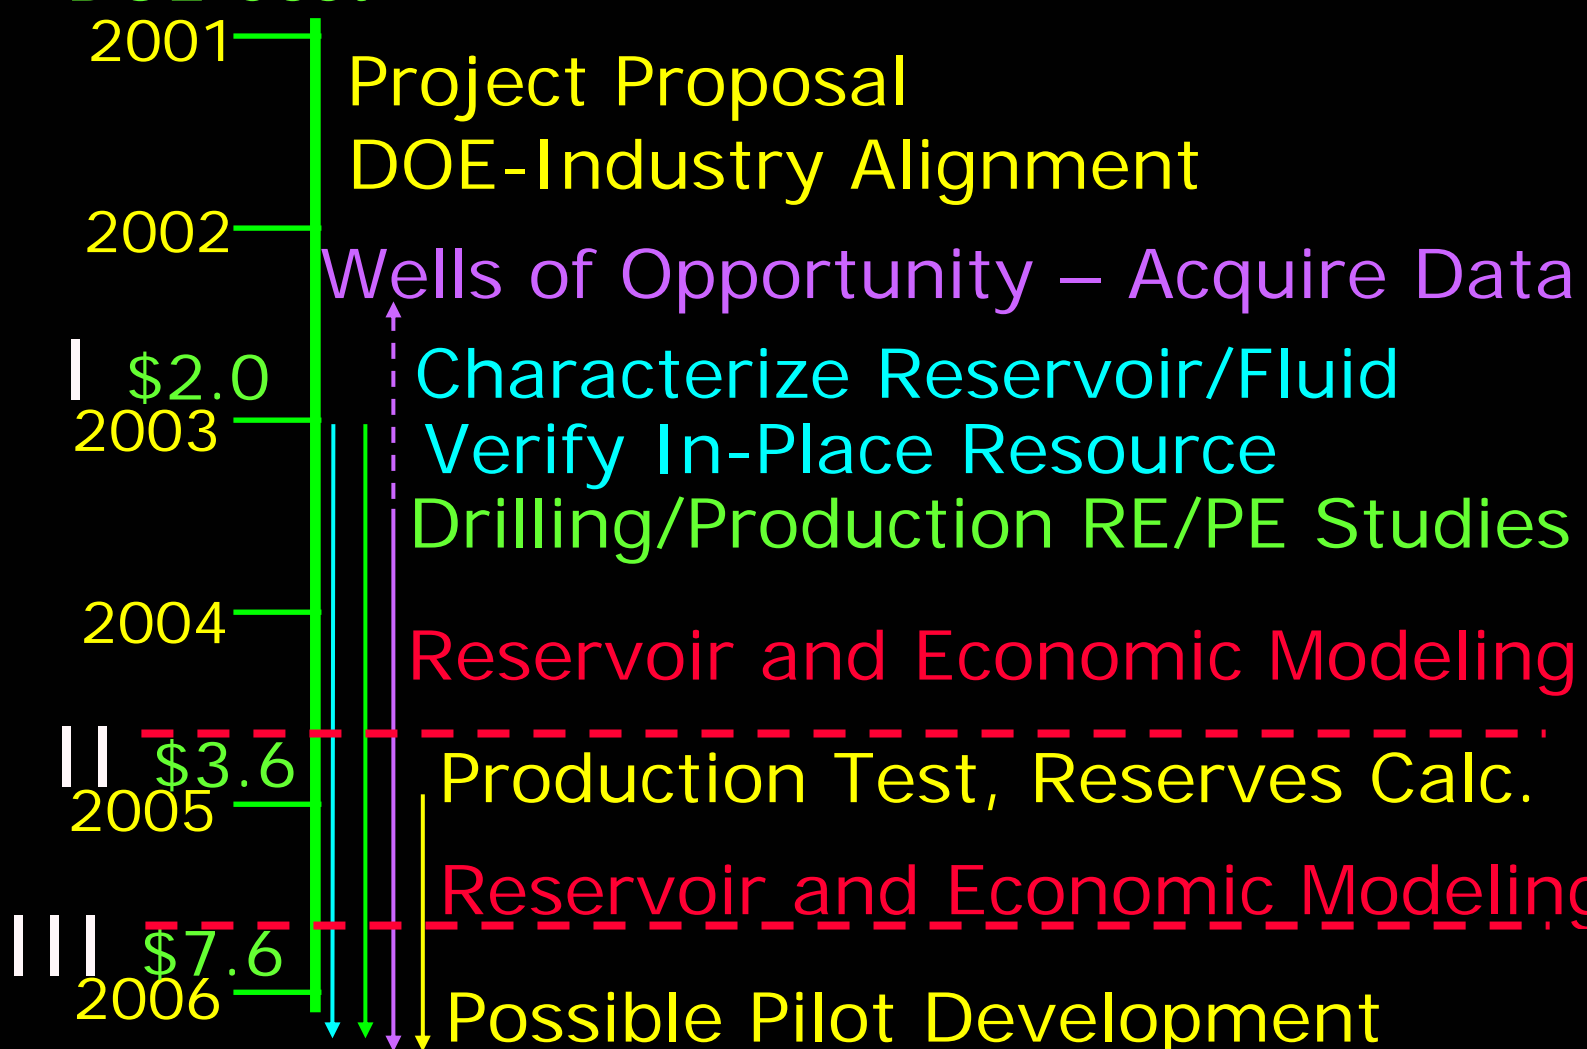 2001
Project Proposal
DOE-Industry Alignment
2002
Wells of Opportunity – Acquire Data
I $2.0 Characterize Reservoir/Fluid
2003
Verify In-Place Resource
Drilling/Production RE/PE Studies
2004
Reservoir and Economic Modeling
II $3.6
Production Test, Reserves Calc.
2005
Reservoir and Economic Modeling
III $7.6
2006
Possible Pilot Development